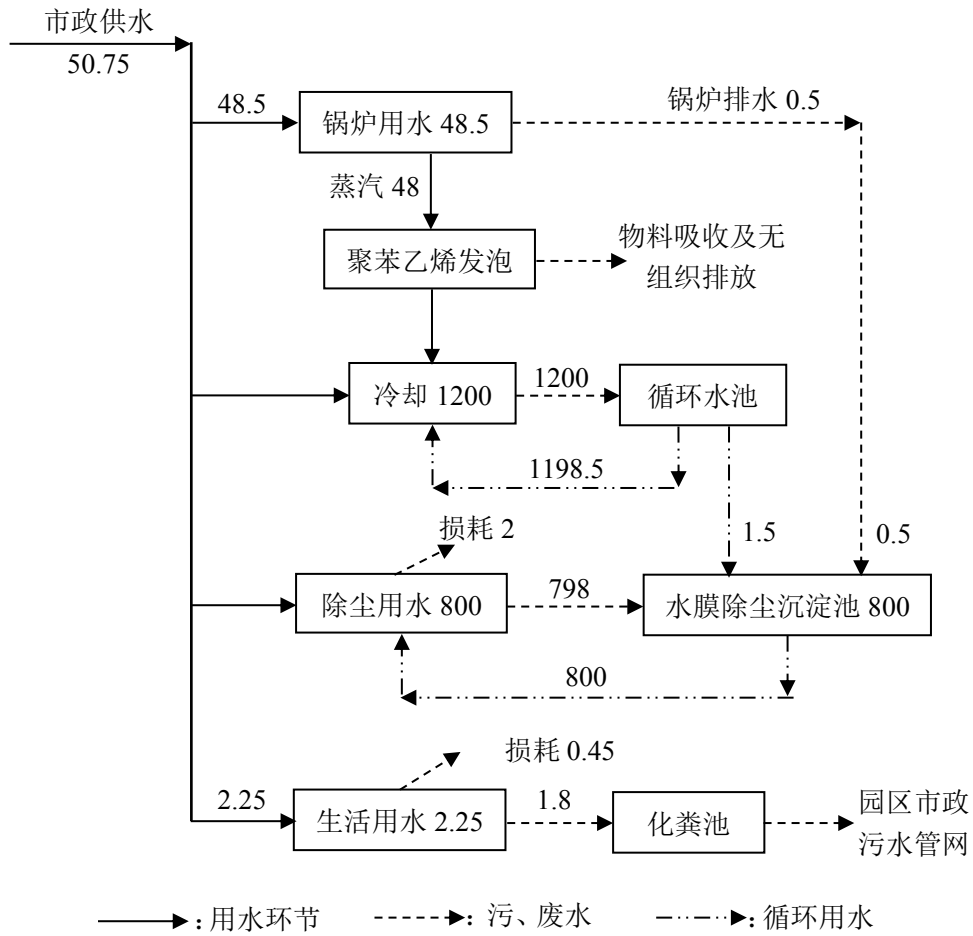 市政供水
50.75
48.5
锅炉用水 48.5
锅炉排水 0.5
蒸汽 48
聚苯乙烯发泡
物料吸收及无
组织排放
冷却 1200
1200
循环水池
1198.5
1.5
0.5
损耗 2
除尘用水 800
798
水膜除尘沉淀池 800
800
损耗 0.45
2.25
生活用水 2.25
1.8
化粪池
园区市政
污水管网
:用水环节
:污、废水
:循环用水